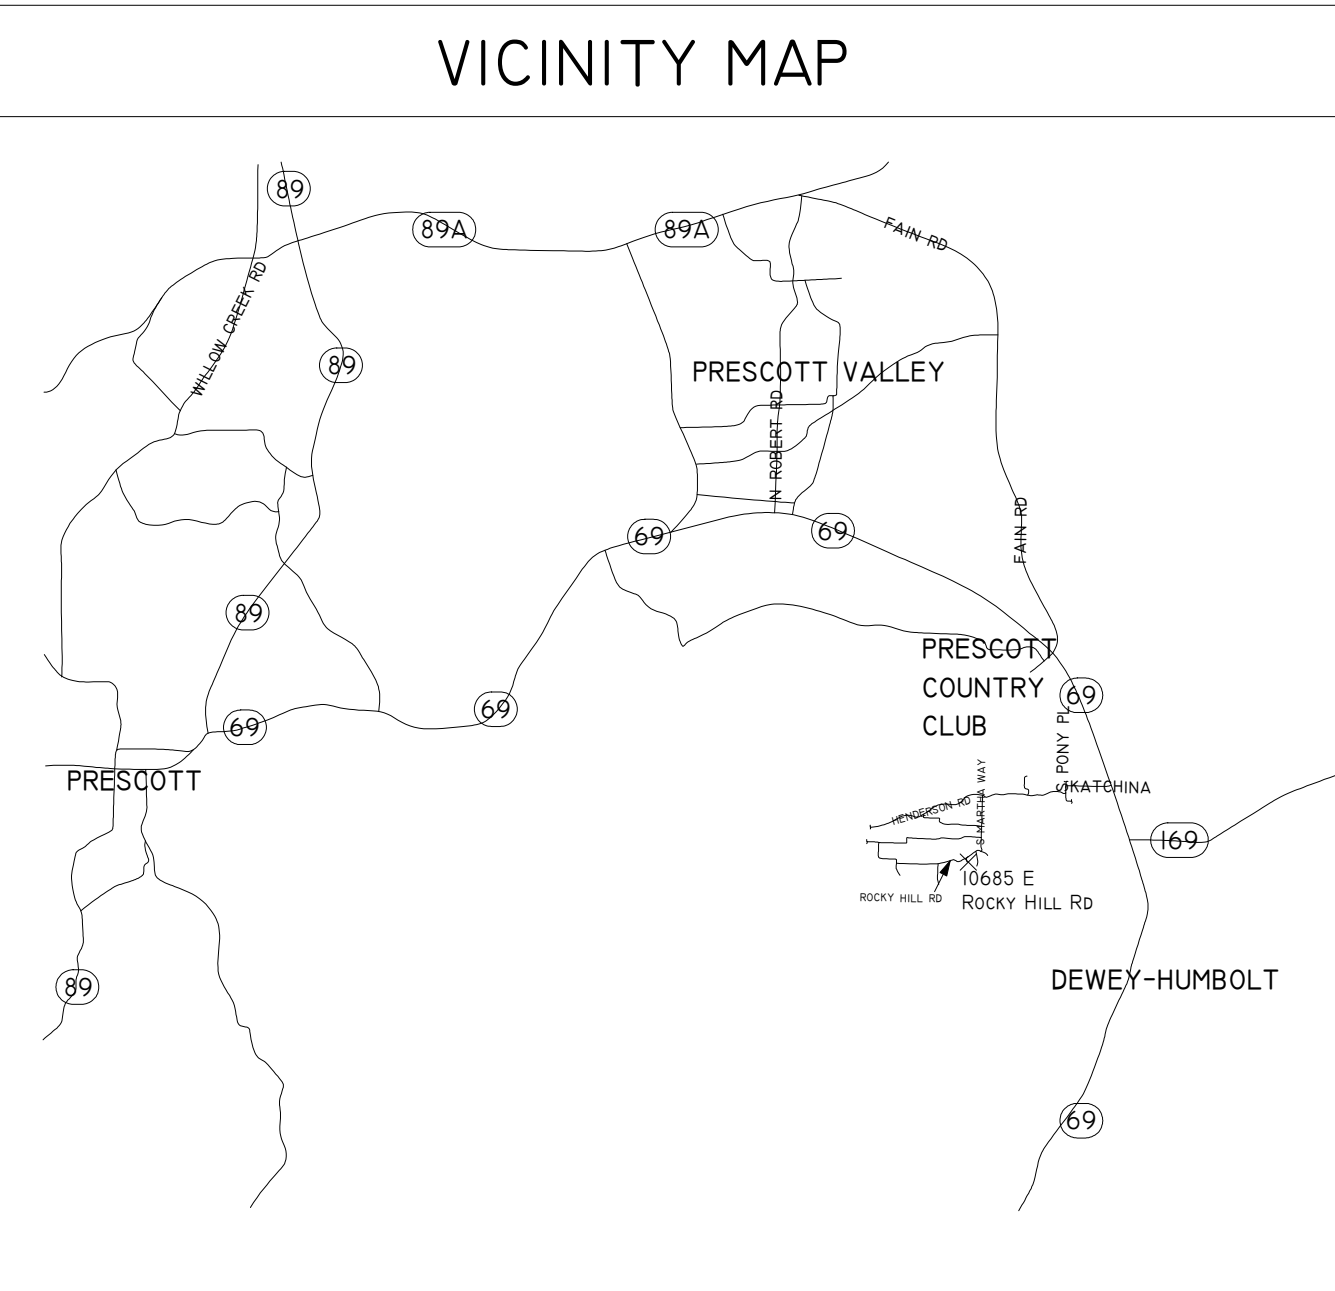 VICINITY MAP
89
89A
89A
FAIN RD
WILLOW CREEK RD
89
PRESCOTT VALLEY
N ROBERT RD
FAIN RD
69
69
89
PRESCOTT
COUNTRY
CLUB
69
69
69
S PONY PL
PRESCOTT
S MARTHA WAY
KATCHINA
HENDERSON RD
169
10685 E
ROCKY HILL RD
ROCKY HILL RD
89
DEWEY-HUMBOLT
69